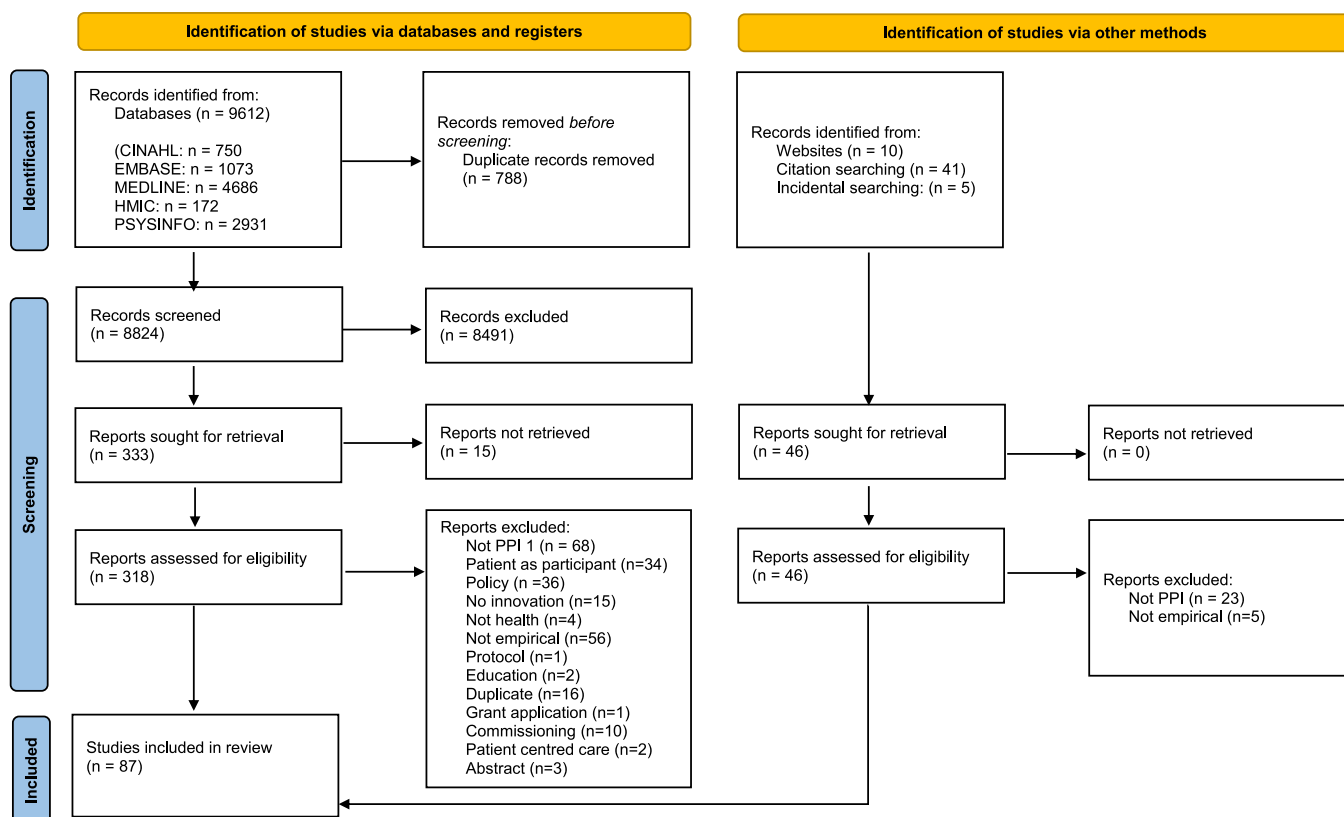 Identification of studies via databases and registers
Identification of studies via other methods
Identification
Records identified from:
Databases (n = 9612)
(CINAHL: n = 750
EMBASE: n = 1073
MEDLINE: n = 4686
HMIC: n = 172
PSYSINFO: n = 2931
Records removed before
screening:
Duplicate records removed
(n = 788)
Records identified from:
Websites (n = 10)
Citation searching (n = 41)
Incidental searching: (n = 5)
Screening
Records screened
(n = 8824)
Records excluded
(n = 8491)
Reports sought for retrieval
(n = 333)
Reports not retrieved
(n = 15)
Reports sought for retrieval
(n = 46)
Reports not retrieved
(n = 0)
Reports assessed for eligibility
(n = 318)
Reports excluded:
Not PPI 1 (n = 68)
Patient as participant (n=34)
Policy (n =36)
No innovation (n=15)
Not health (n=4)
Not empirical (n=56)
Protocol (n=1)
Education (n=2)
Duplicate (n=16)
Grant application (n=1)
Commissioning (n=10)
Patient centred care (n=2)
Abstract (n=3)
Reports assessed for eligibility
(n = 46)
Reports excluded:
Not PPI (n = 23)
Not empirical (n=5)
Included
Studies included in review
(n = 87)